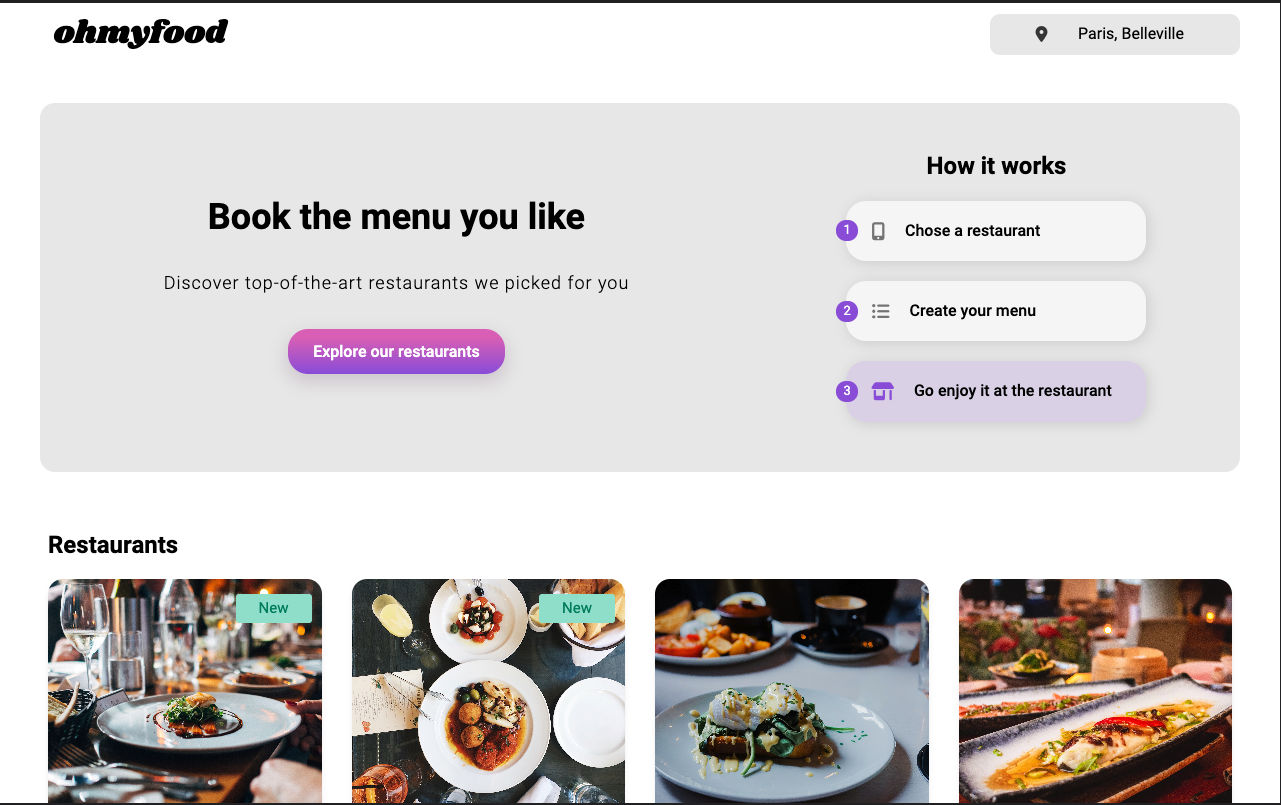 ohmyfood
Paris, Belleville
Book the menu you like
Discover top-of-the-art restaurants we picked for you
Explore our restaurants
How it works
1 Chose a restaurant
2 Create your menu
3 Go enjoy it at the restaurant
Restaurants
New
New